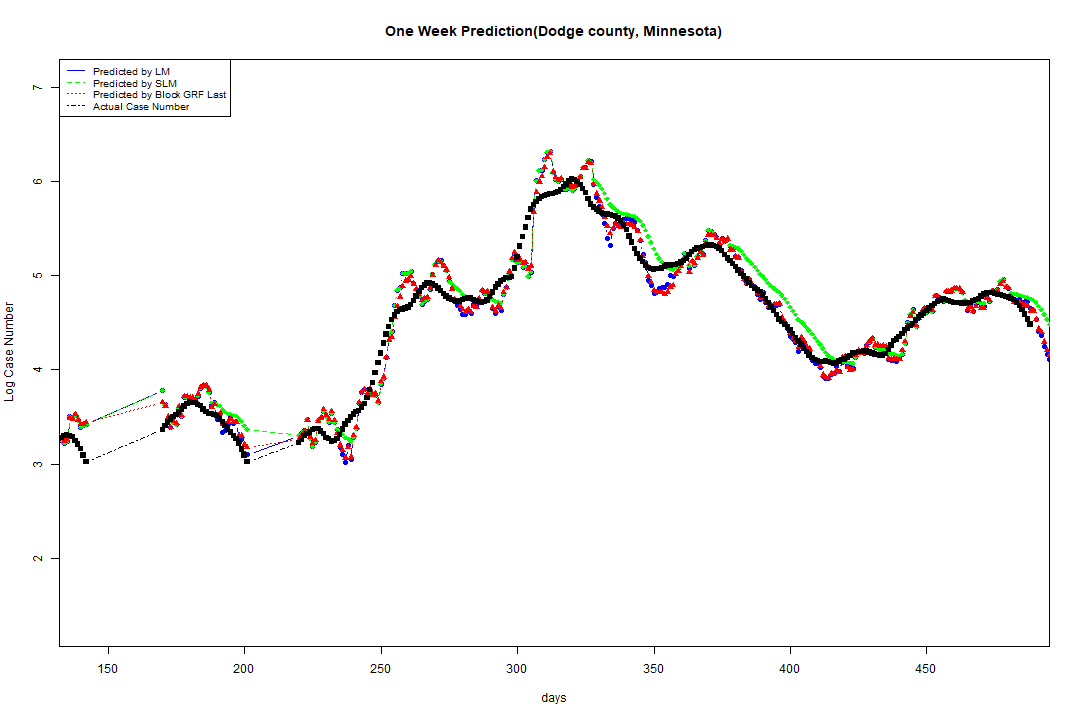 One Week Prediction(Dodge county, Minnesota)
Predicted by LM
Predicted by SLM
Predicted by Block GRF Last
Actual Case Number
7
6
5
4
3
2
Log Case Number
150 200 250 300 350 400 450
days